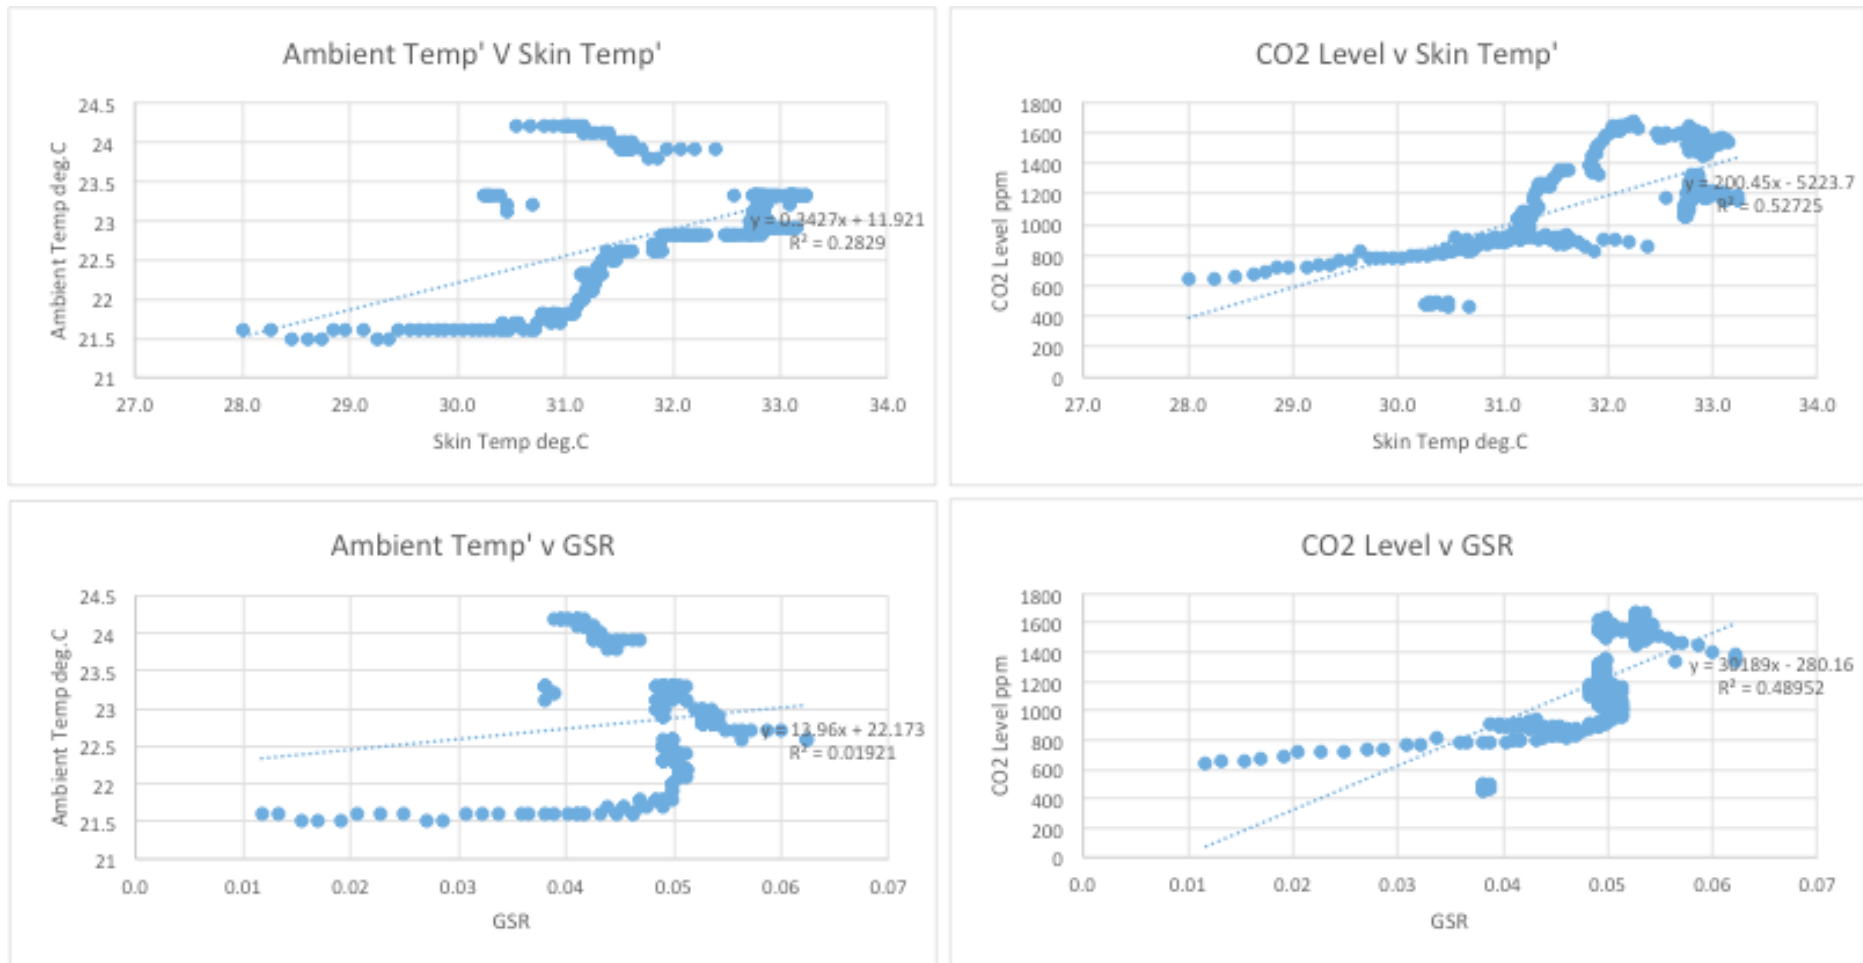 Ambient Temp' V Skin Temp'
Ambient Temp deg.C
24.5
24
23.5
23
22.5
22
21.5
21
y = 0.3427x + 11.921
R² = 0.2829
27.0 28.0 29.0 30.0 31.0 32.0 33.0 34.0
Skin Temp deg.C
CO2 Level v Skin Temp'
CO2 Level ppm
1800
1600
1400
1200
1000
800
600
400
200
0
y = 200.45x - 5223.7
R² = 0.52725
27.0 28.0 29.0 30.0 31.0 32.0 33.0 34.0
Skin Temp deg.C
Ambient Temp' v GSR
Ambient Temp deg.C
24.5
24
23.5
23
22.5
22
21.5
21
y = 13.96x + 22.173
R² = 0.01921
0.0 0.01 0.02 0.03 0.04 0.05 0.06 0.07
GSR
CO2 Level v GSR
CO2 Level ppm
1800
1600
1400
1200
1000
800
600
400
200
0
y = 30189x - 280.16
R² = 0.48952
0.0 0.01 0.02 0.03 0.04 0.05 0.06 0.07
GSR